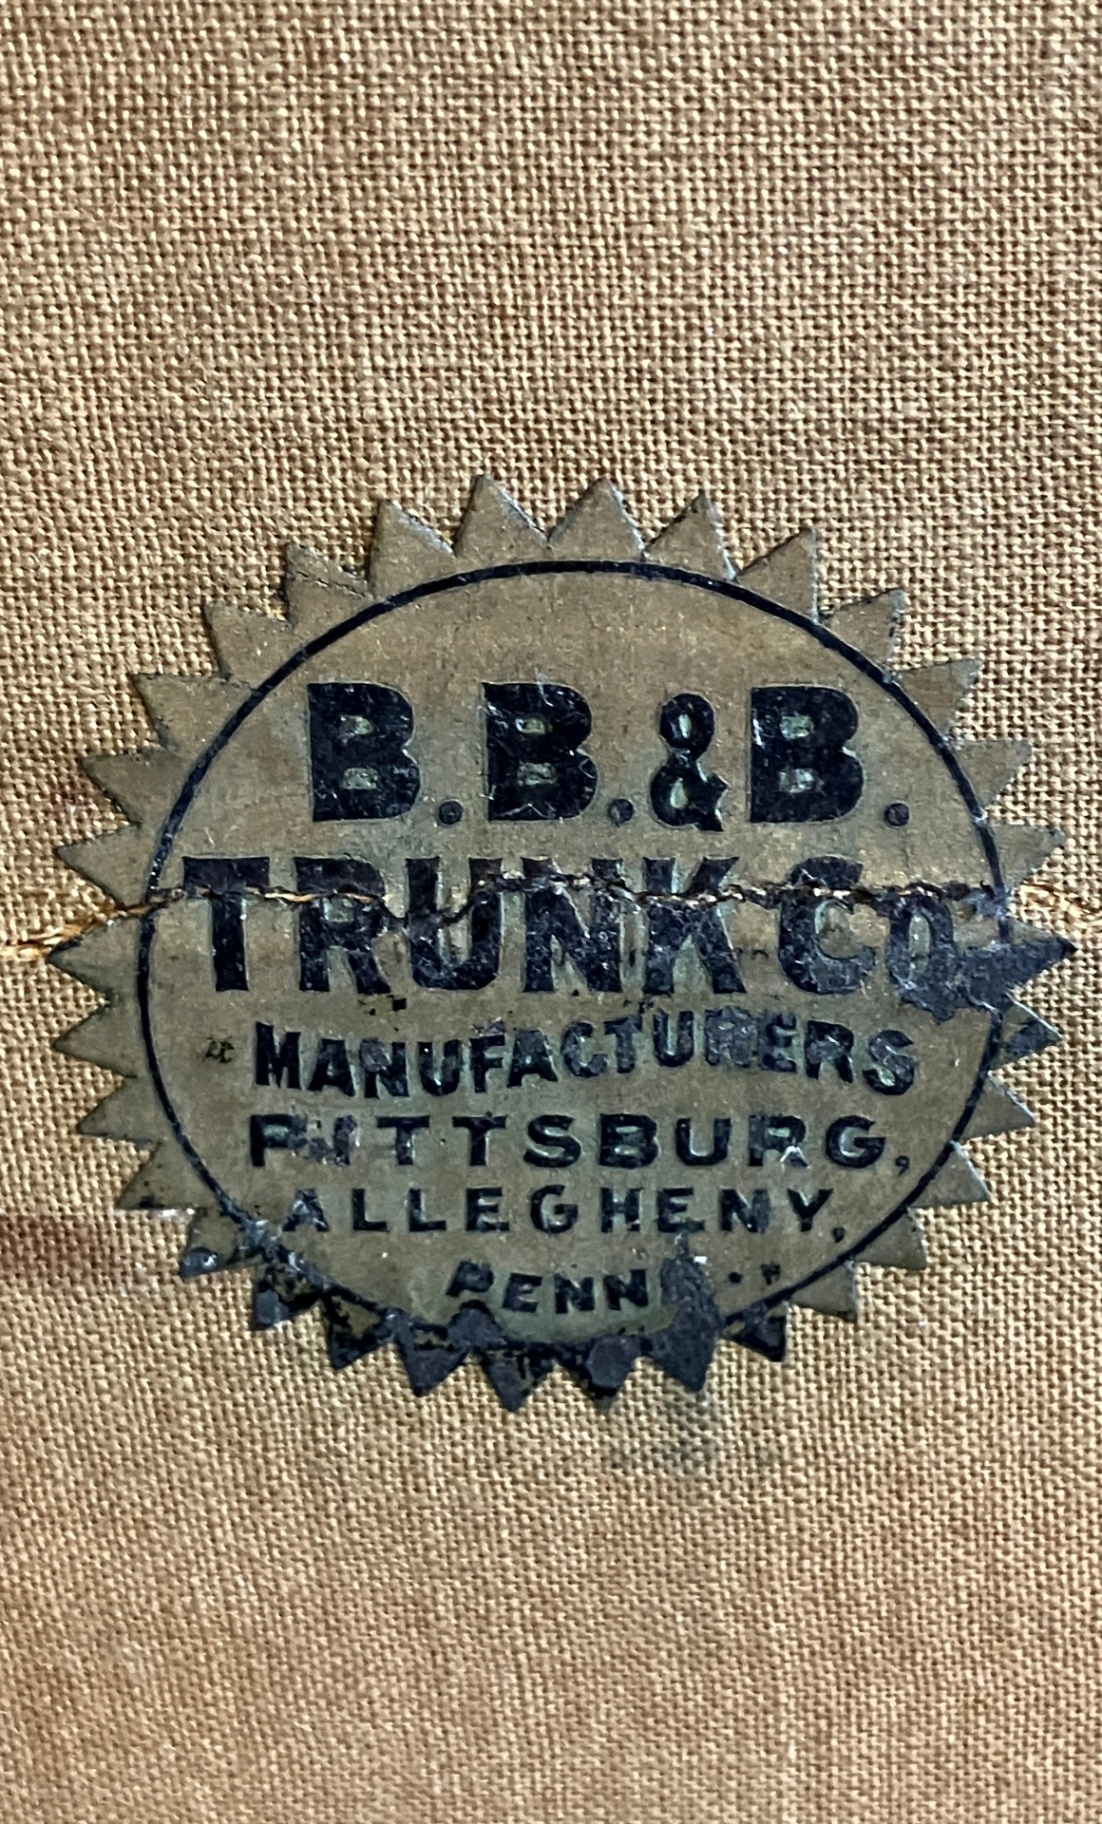 B.B.&B.
TRUNK Co
MANUFACTURERS
PITTSBURG,
ALLEGHENY,
PENN